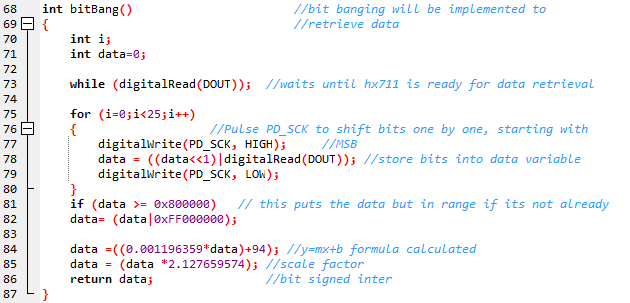 68 int bitBang() //bit banging will be implemented to
69 { //retrieve data
70 int i;
71 int data=0;
72
73 while (digitalRead(DOUT)); //waits until hx711 is ready for data retrieval
74
75 for (i=0;i<25;i++)
76 { //Pulse PD_SCK to shift bits one by one, starting with
77 digitalWrite(PD_SCK, HIGH); //MSB
78 data = ((data<<1)|digitalRead(DOUT)); //store bits into data variable
79 digitalWrite(PD_SCK, LOW);
80 }
81 if (data >= 0x800000) // this puts the data but in range if its not already
82 data= (data|0xFF000000);
83
84 data =((0.001196359*data)+94); //y=mx+b formula calculated
85 data = (data *2.127659574); //scale factor
86 return data; //bit signed inter
87 }